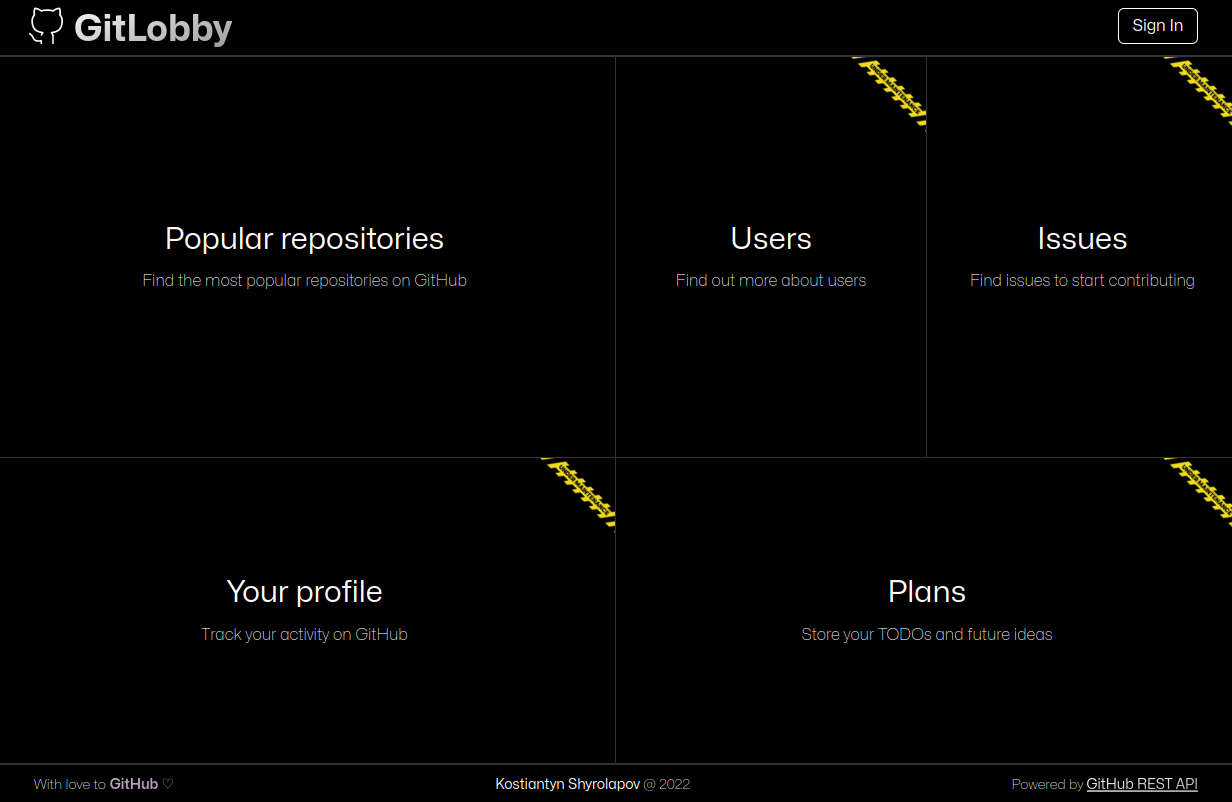 GitLobby
Sign In
Popular repositories
Find the most popular repositories on GitHub
Users
Find out more about users
Issues
Find issues to start contributing
Your profile
Track your activity on GitHub
Plans
Store your TODOs and future ideas
With love to GitHub ♡
Kostiantyn Shyrolapov @ 2022
Powered by GitHub REST API